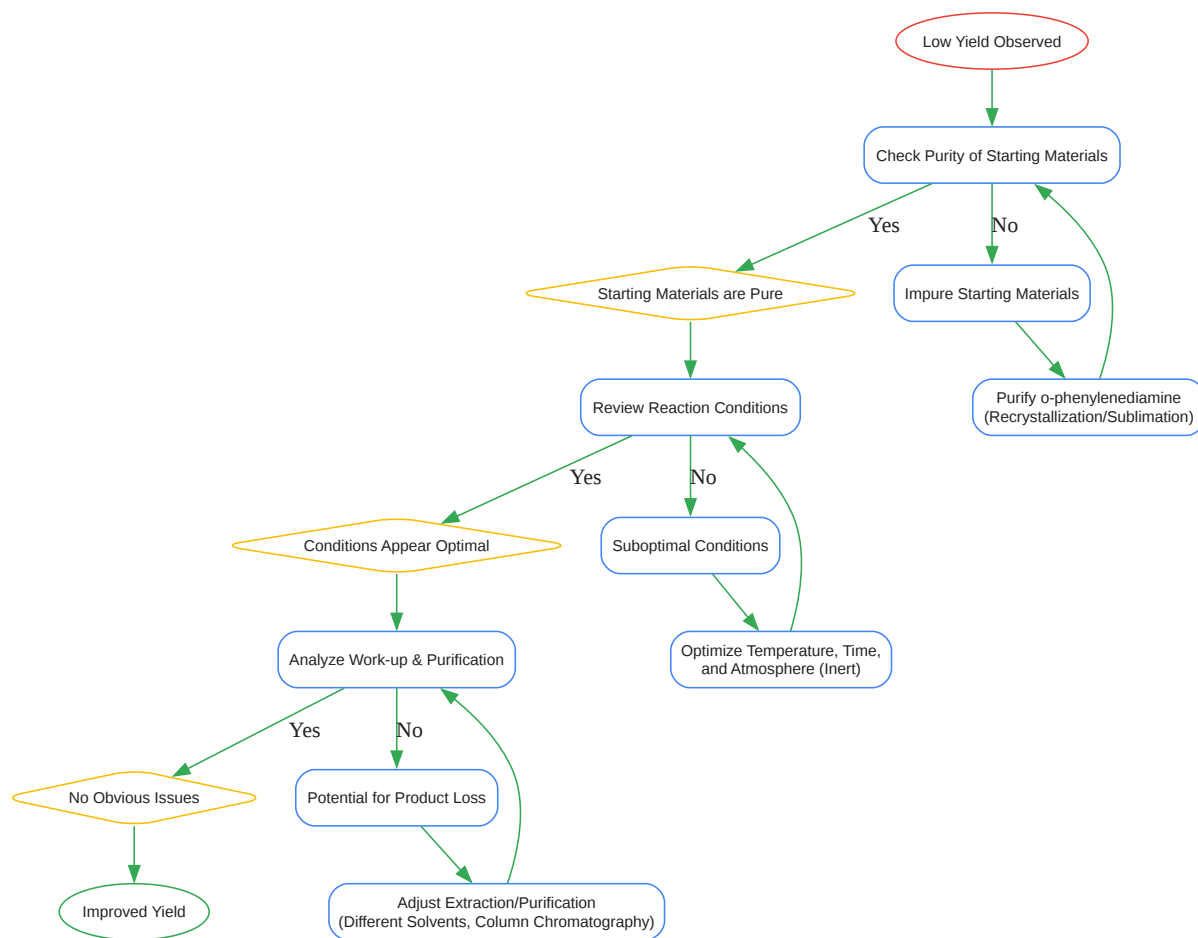 Low Yield Observed
Check Purity of Starting Materials
Yes
No
Starting Materials are Pure
Impure Starting Materials
Purify o-phenylenediamine
(Recrystallization/Sublimation)
Review Reaction Conditions
Yes
No
Conditions Appear Optimal
Suboptimal Conditions
Optimize Temperature, Time,
and Atmosphere (Inert)
Analyze Work-up & Purification
Yes
No
No Obvious Issues
Potential for Product Loss
Adjust Extraction/Purification
(Different Solvents, Column Chromatography)
Improved Yield